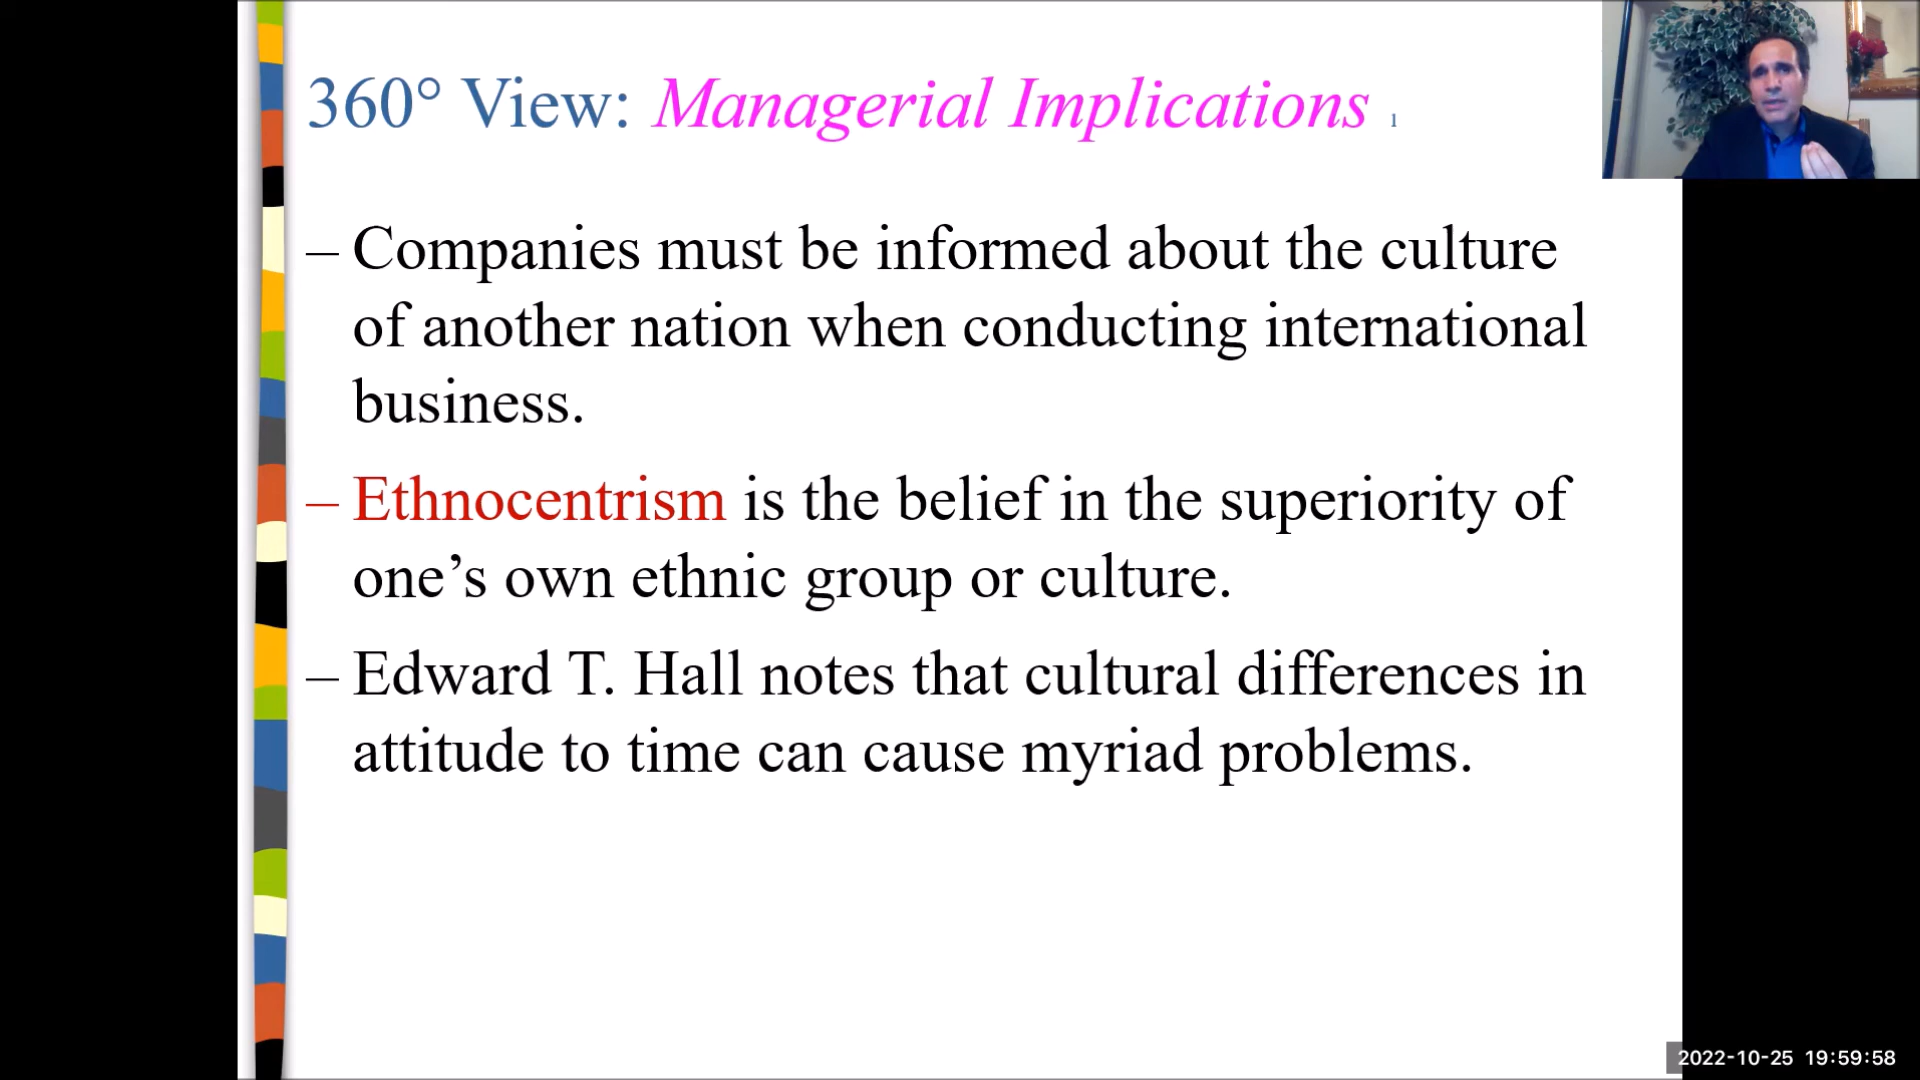 360° View: Managerial Implications 1
– Companies must be informed about the culture
of another nation when conducting international
business.
– Ethnocentrism is the belief in the superiority of
one’s own ethnic group or culture.
– Edward T. Hall notes that cultural differences in
attitude to time can cause myriad problems.
2022-10-25 19:59:58